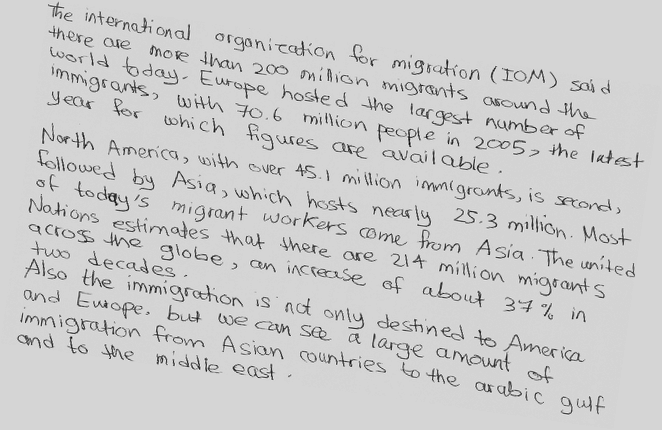 The international organization for migration (IOM) said
there are more than 200 million migrants around the
world today. Europe hosted the largest number of
immigrants, with 70.6 million people in 2005, the latest
year for which figures are available.
North America, with over 45.1 million immigrants, is second,
followed by Asia, which hosts nearly 25.3 million. Most
of today's migrant workers come from Asia. The united
Nations estimates that there are 214 million migrants
across the globe, an increase of about 37% in
two decades.
Also the immigration is not only destined to America
and Europe, but we can see a large amount of
immigration from Asian countries to the arabic gulf
and to the middle east.